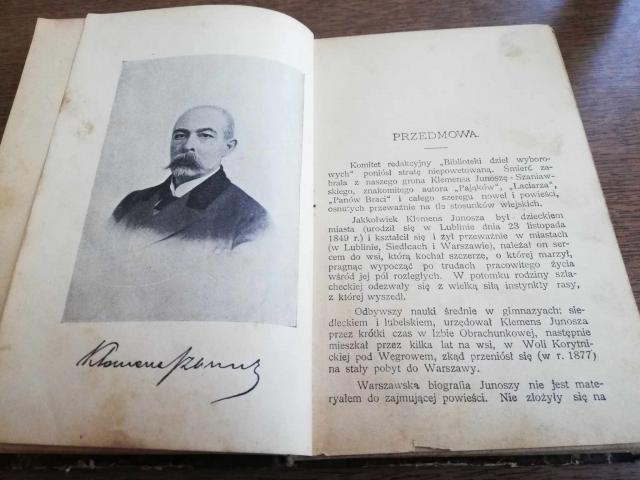 Klemens Junosza
PRZEDMOWA.
Komitet redakcyjny „Biblioteki dzieł wyborowych" poniósł stratę niepowetowaną. Śmierć zabrała z naszego grona Klemensa Junoszę-Szaniawskiego, znakomitego autora „Pająków", „Łaciarza",
„Panów Braci" i całego szeregu nowel i powieści,
osnutych przeważnie na tle stosunków wiejskich.
Jakkolwiek Klemens Junosza był dzieckiem
miasta (urodził się w Lublinie dnia 23 listopada
1849 r.) i kształcił się i żył przeważnie w miastach
(w Lublinie, Siedlcach i Warszawie), należał on ser-
cem do wsi, którą kochał szczerze, o której marzył,
pragnąc wypocząć po trudach pracowitego życia
wśród jej pól rozległych. W potomku rodziny szla-
checkiej odezwały się z wielką siłą instynkty rasy,
z której wyszedł.
Odbywszy nauki średnie w gimnazyach: sie-
dleckiem i lubelskiem, urzędował Klemens Junosza
przez krótki czas w Izbie Obrachunkowej, następnie
mieszkał przez kilka lat na wsi, w Woli Korytnic-
kiej pod Węgrowem, zkąd przeniósł się (w r. 1877)
na stały pobyt do Warszawy.
Warszawska biografia Junoszy nie jest mate-
ryałem do zajmującej powieści. Nie złożyły się na